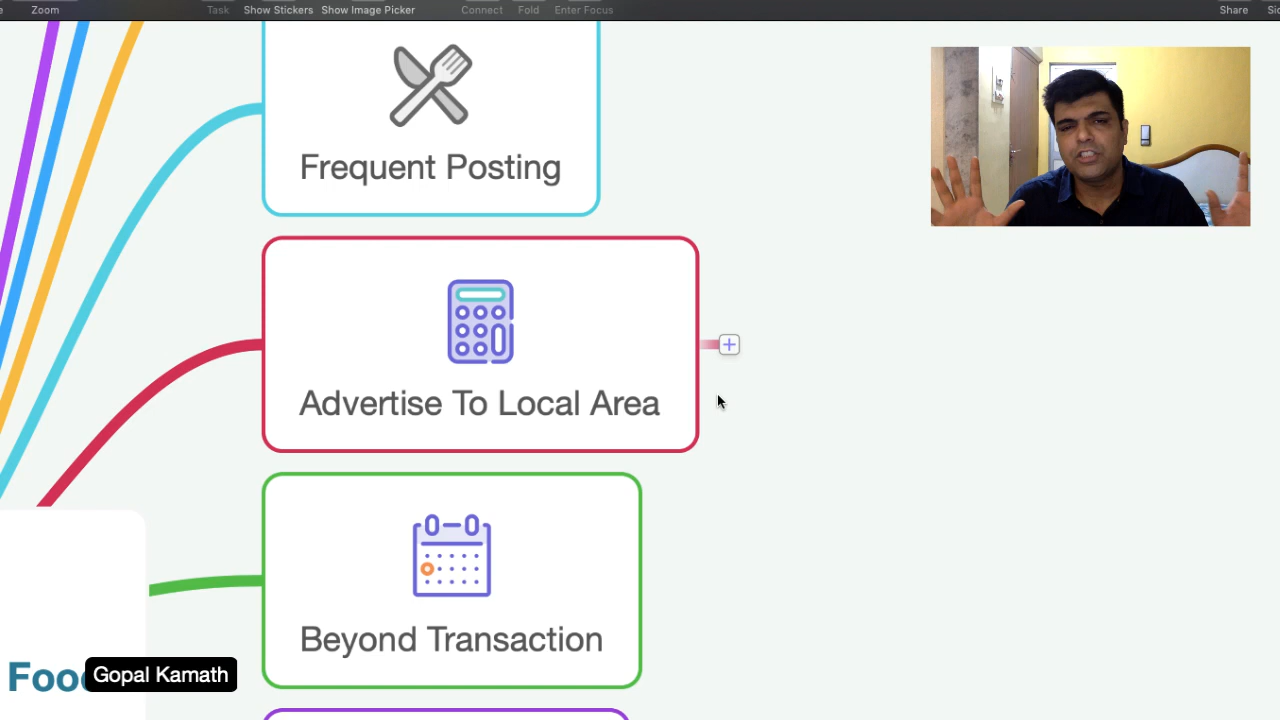 Zoom
Task
Show Stickers
Show Image Picker
Connect
Fold
Enter Focus
Share
Frequent Posting
Advertise To Local Area
Beyond Transaction
Gopal Kamath